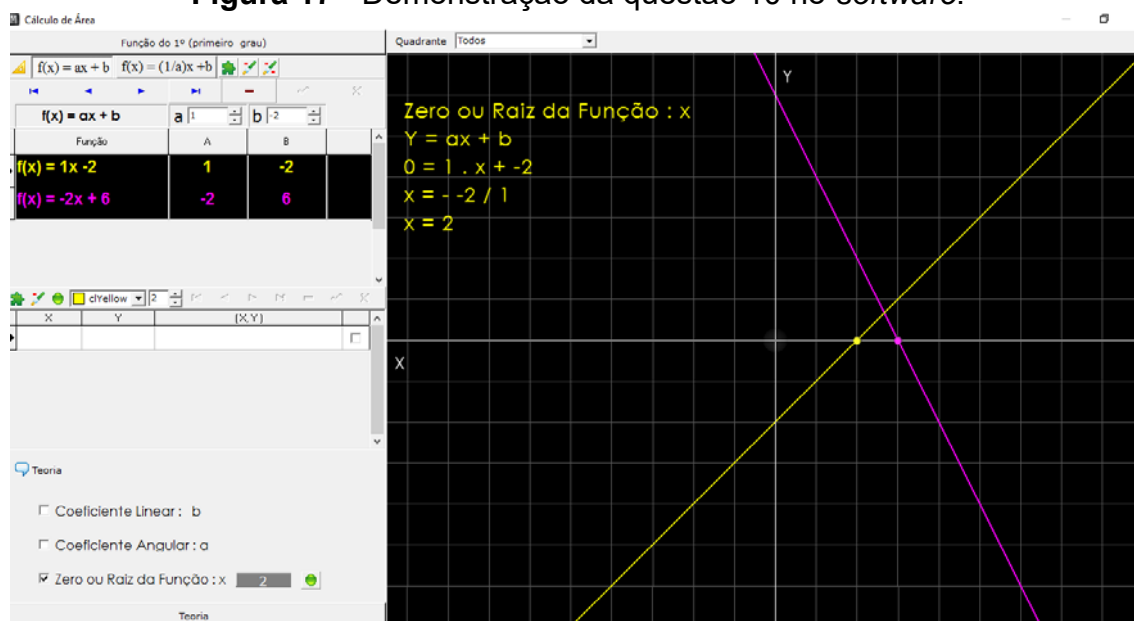 Figura 17 - Demonstração da questão 10 no software.
Cálculo de Área
Função do 1º (primeiro grau)
f(x) = ax + b f(x) = (1/a)x +b
f(x) = ax + b a 1 b -2
Função A B
f(x) = 1x -2 1 -2
f(x) = -2x + 6 -2 6
clYellow 2
X Y (X,Y)
Teoria
Coeficiente Linear : b
Coeficiente Angular : a
Zero ou Raiz da Função : x 2
Teoria
Quadrante Todos
Y
Zero ou Raiz da Função : x
Y = ax + b
0 = 1 . x + -2
x = - -2 / 1
x = 2
X